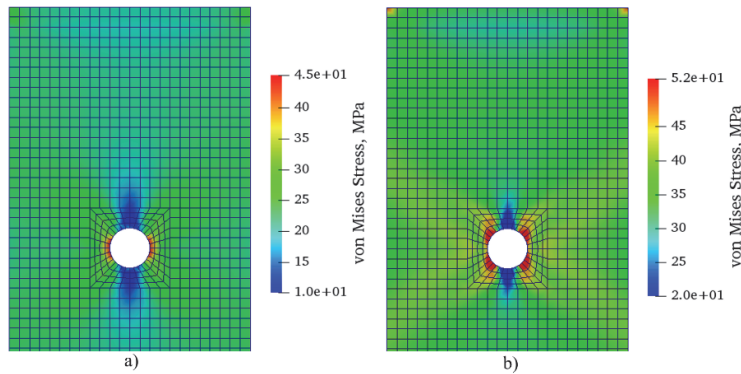 4.5e+01
40
35
30
25
20
15
1.0e+01
von Mises Stress, MPa
a)
5.2e+01
45
40
35
30
25
2.0e+01
von Mises Stress, MPa
b)